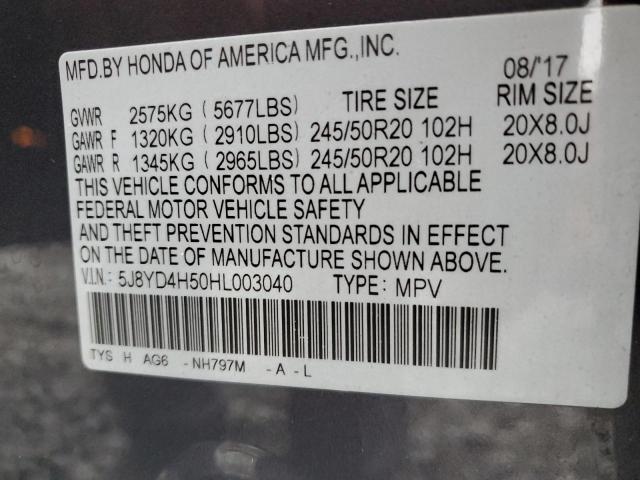 MFD.BY HONDA OF AMERICA MFG.,INC. 08/'17
GVWR 2575KG ( 5677LBS) TIRE SIZE RIM SIZE
GAWR F 1320KG ( 2910LBS) 245/50R20 102H 20X8.0J
GAWR R 1345KG ( 2965LBS) 245/50R20 102H 20X8.0J
THIS VEHICLE CONFORMS TO ALL APPLICABLE
FEDERAL MOTOR VEHICLE SAFETY
AND THEFT PREVENTION STANDARDS IN EFFECT
ON THE DATE OF MANUFACTURE SHOWN ABOVE.
V.I.N.: 5J8YD4H50HL003040 TYPE: MPV
TYS H AG6 -NH797M -A -L